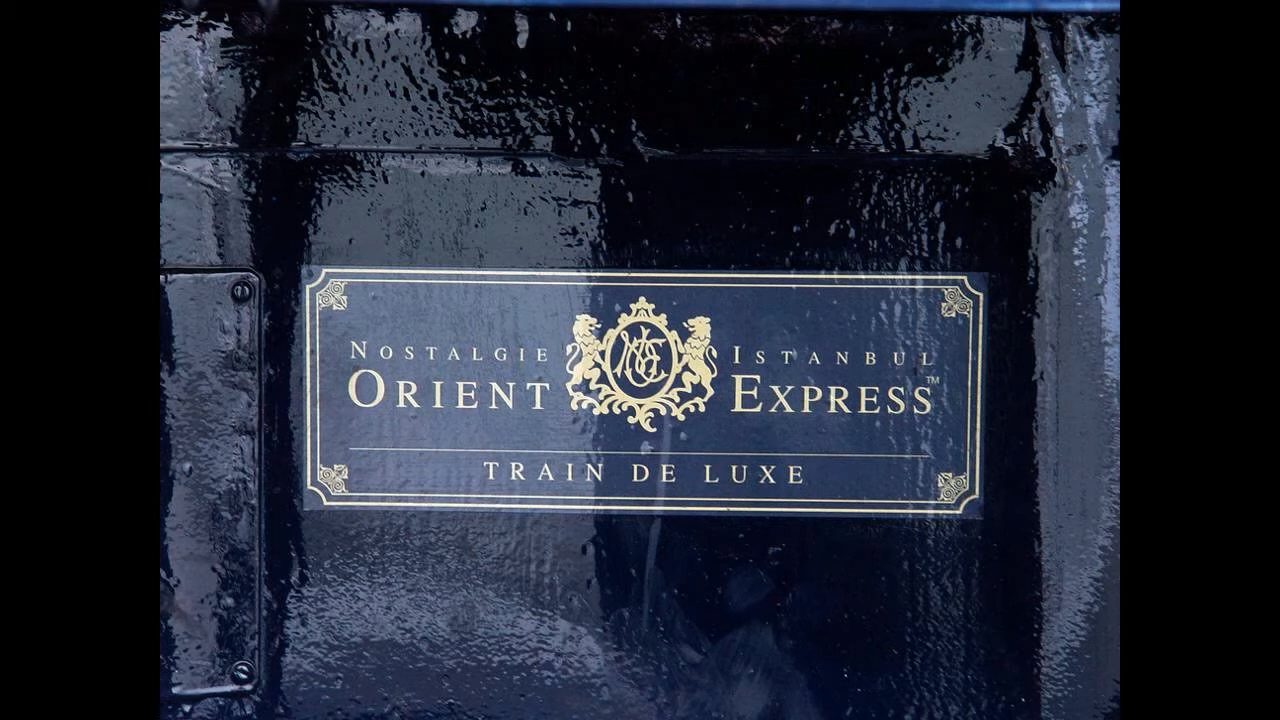 NOSTALGIE ISTANBUL
ORIENT EXPRESS™
TRAIN DE LUXE